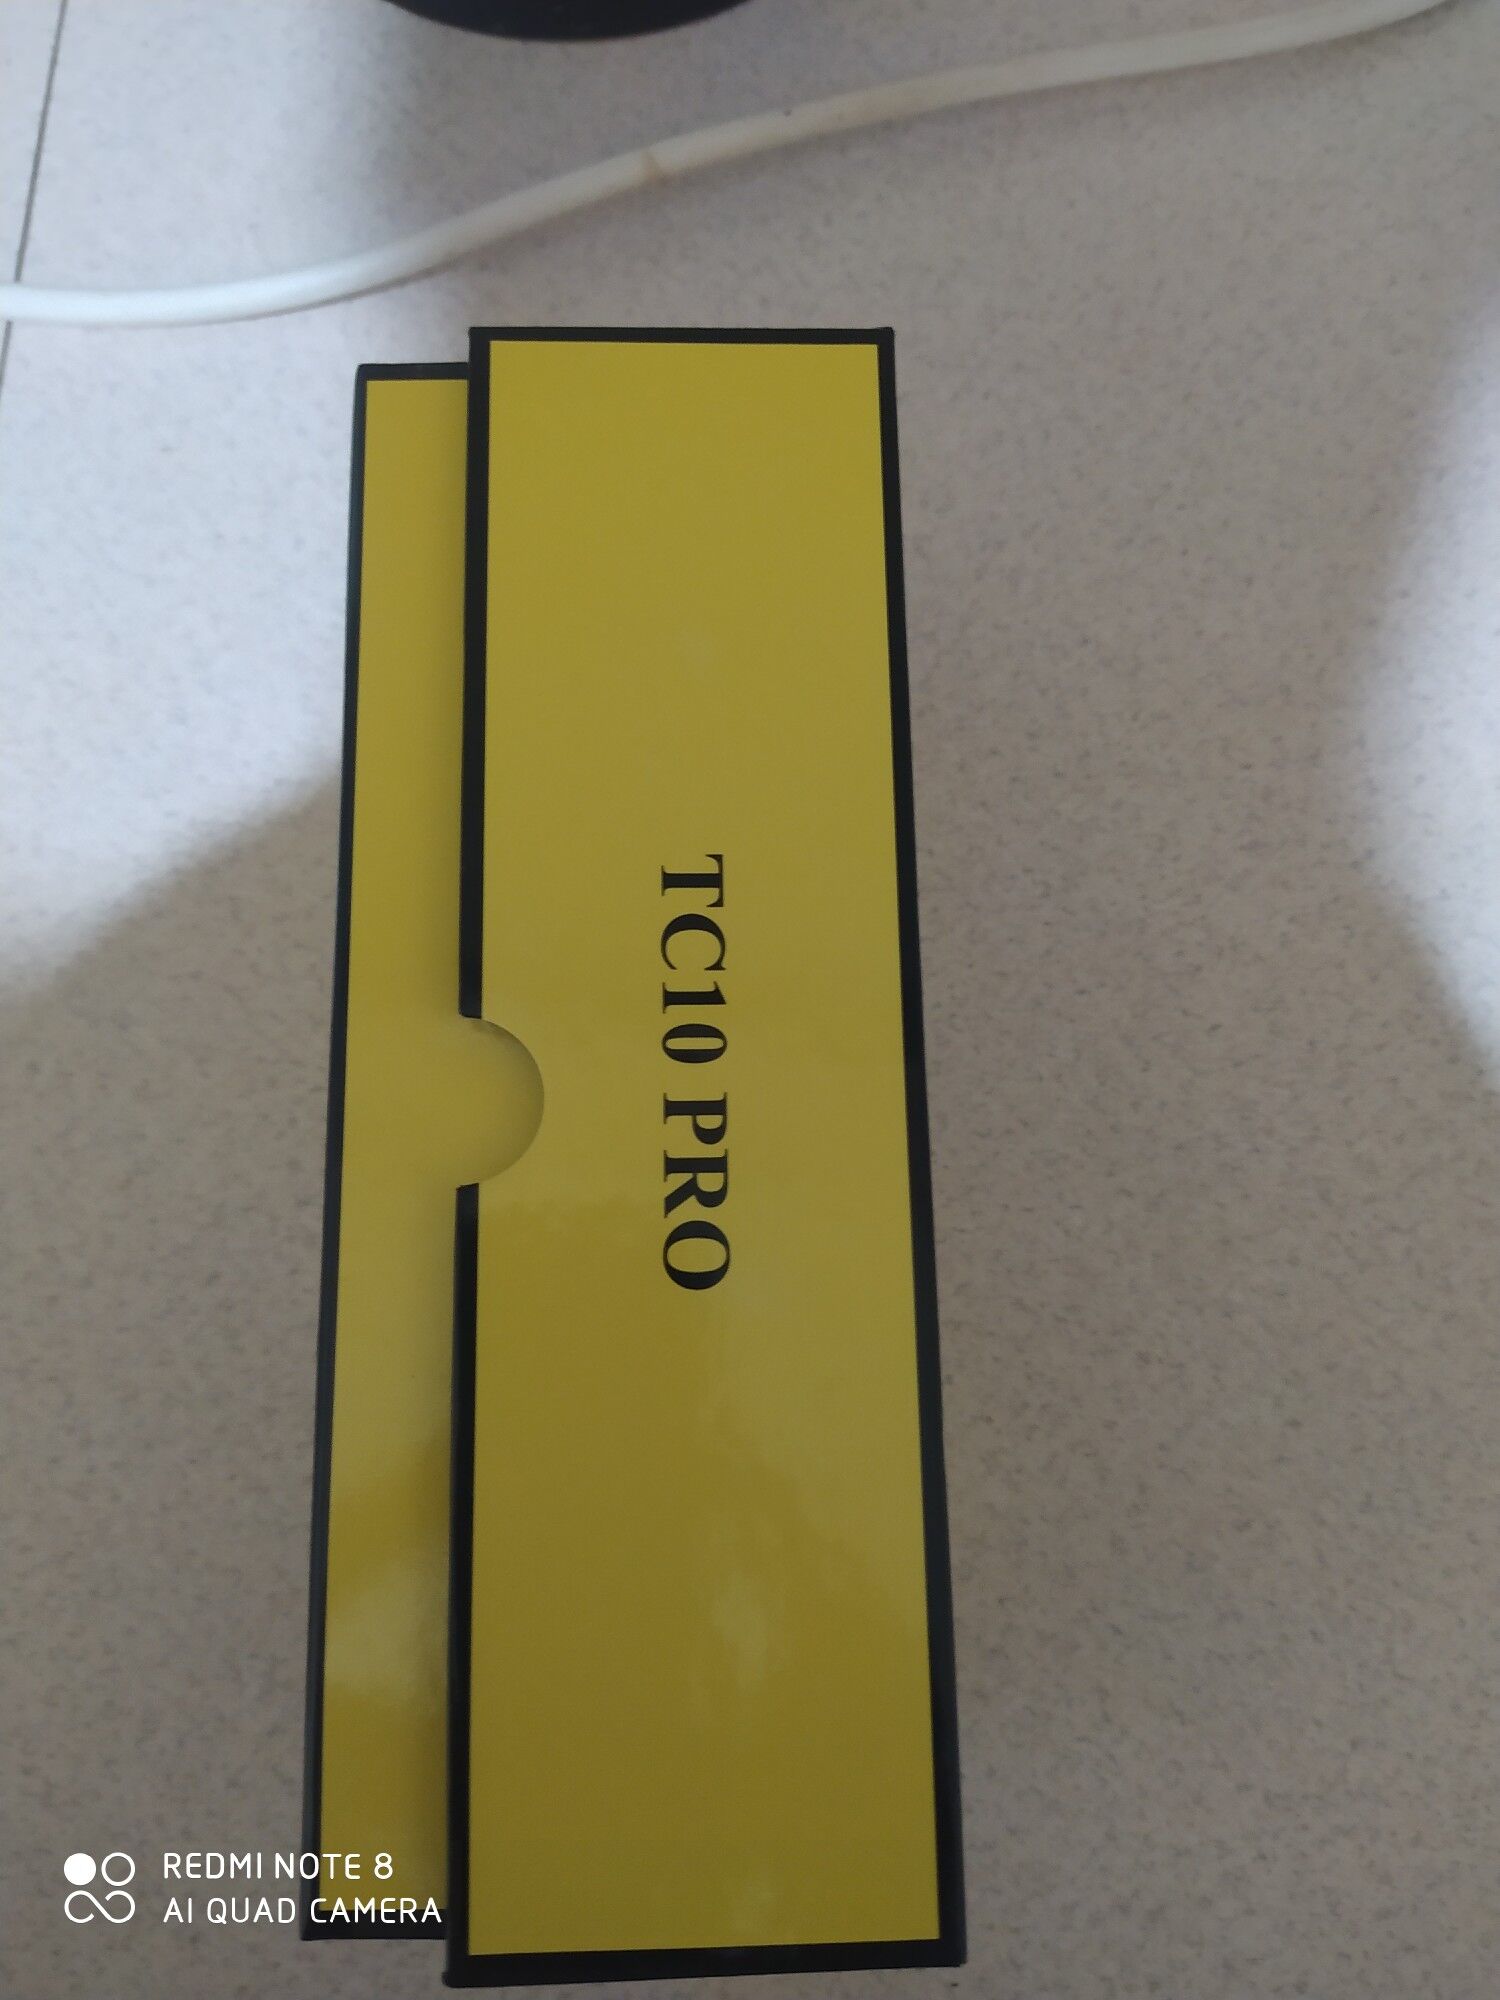 TC10 PRO
REDMI NOTE 8
AI QUAD CAMERA